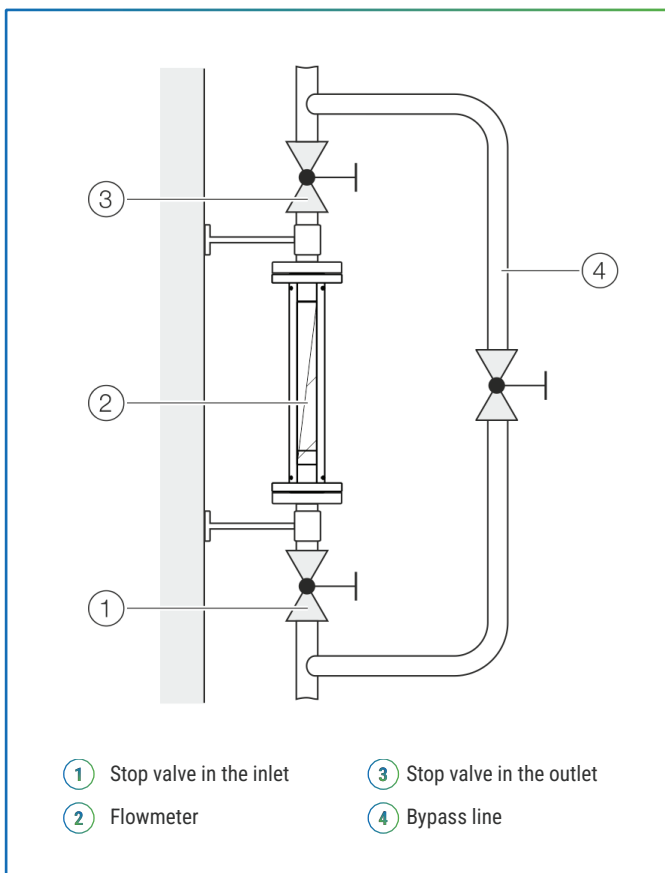 3
4
2
1
1 Stop valve in the inlet
3 Stop valve in the outlet
2 Flowmeter
4 Bypass line